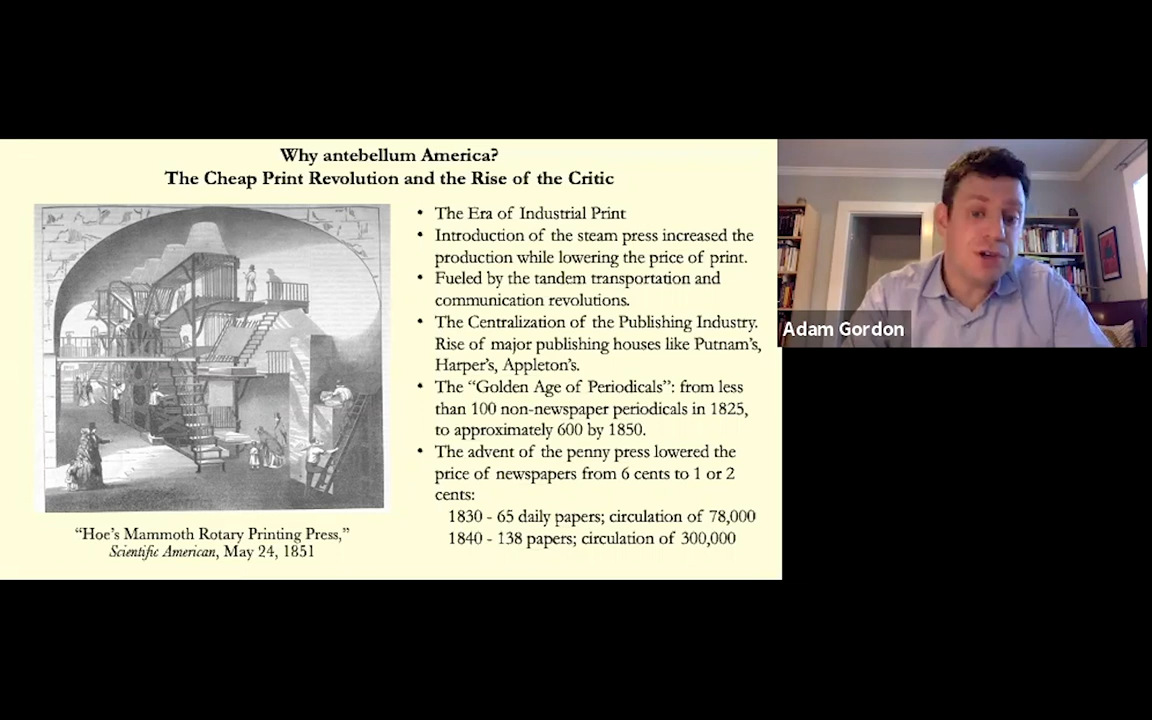 Why antebellum America?
The Cheap Print Revolution and the Rise of the Critic
• The Era of Industrial Print
• Introduction of the steam press increased the
production while lowering the price of print.
• Fueled by the tandem transportation and
communication revolutions.
• The Centralization of the Publishing Industry.
Rise of major publishing houses like Putnam’s,
Harper’s, Appleton’s.
• The “Golden Age of Periodicals”: from less
than 100 non-newspaper periodicals in 1825,
to approximately 600 by 1850.
• The advent of the penny press lowered the
price of newspapers from 6 cents to 1 or 2
cents:
1830 - 65 daily papers; circulation of 78,000
1840 - 138 papers; circulation of 300,000
“Hoe’s Mammoth Rotary Printing Press,”
Scientific American, May 24, 1851
Adam Gordon